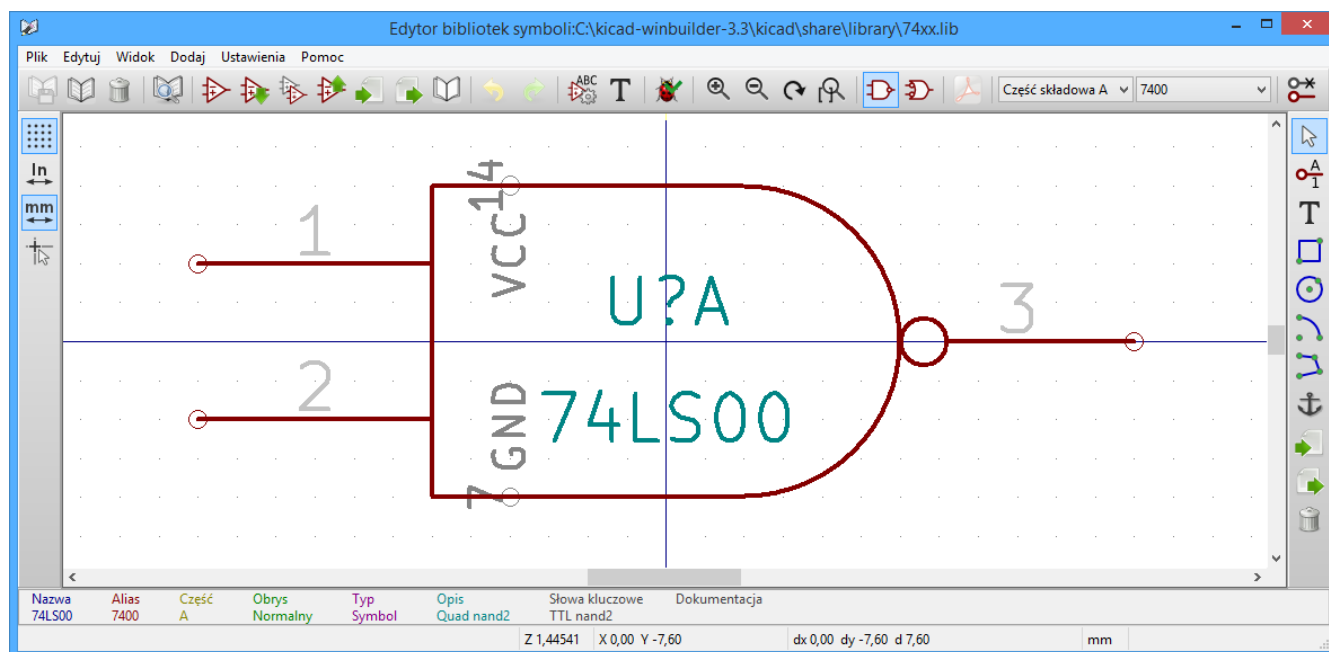 Edytor bibliotek symboli:C:\kicad-winbuilder-3.3\kicad\share\library\74xx.lib
Plik Edytuj Widok Dodaj Ustawienia Pomoc
ABC T Część składowa A 7400
In
mm
A
1
T
14
VCC
1
2
3
U?A
74LS00
GND
7
Nazwa Alias Część Obrys Typ Opis Słowa kluczowe Dokumentacja
74LS00 7400 A Normalny Symbol Quad nand2 TTL nand2
Z 1,44541 X 0,00 Y -7,60 dx 0,00 dy -7,60 d 7,60 mm